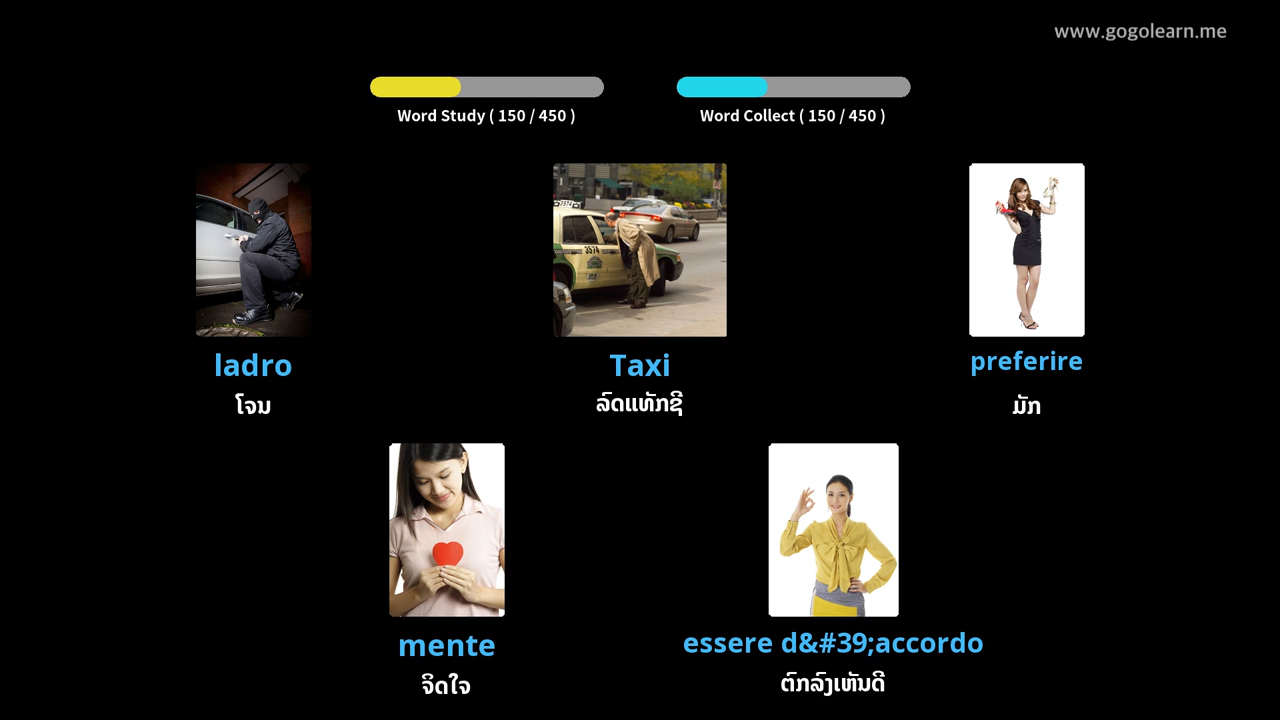 www.gogolearn.me
Word Study ( 150 / 450 )
Word Collect ( 150 / 450 )
3574
ladro
Taxi
preferire
ໂຈນ
ລົດແທັກຊີ
ມັກ
mente
essere d&#39;accordo
ຈິດໃຈ
ຕົກລົງເຫັນດີ